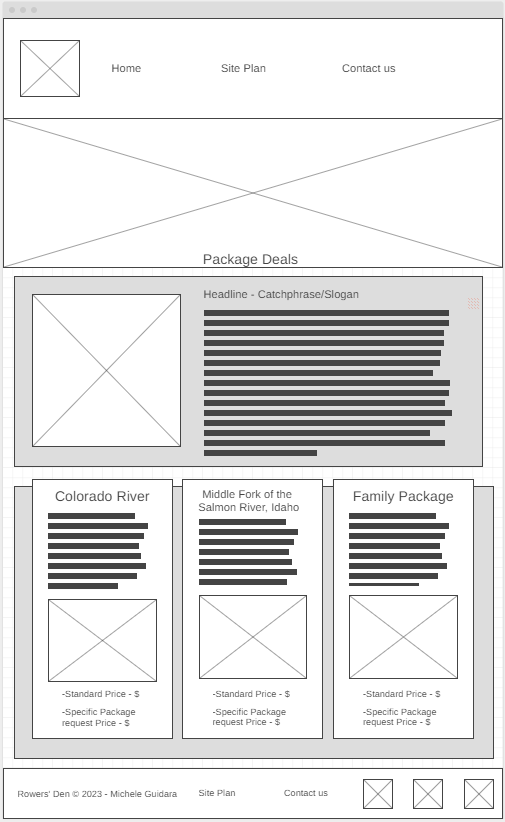 Home Site Plan Contact us
Package Deals
Headline - Catchphrase/Slogan
Colorado River
-Standard Price - $
-Specific Package
request Price - $
Middle Fork of the
Salmon River, Idaho
-Standard Price - $
-Specific Package
request Price - $
Family Package
-Standard Price - $
-Specific Package
request Price - $
Rowers' Den © 2023 - Michele Guidara Site Plan Contact us